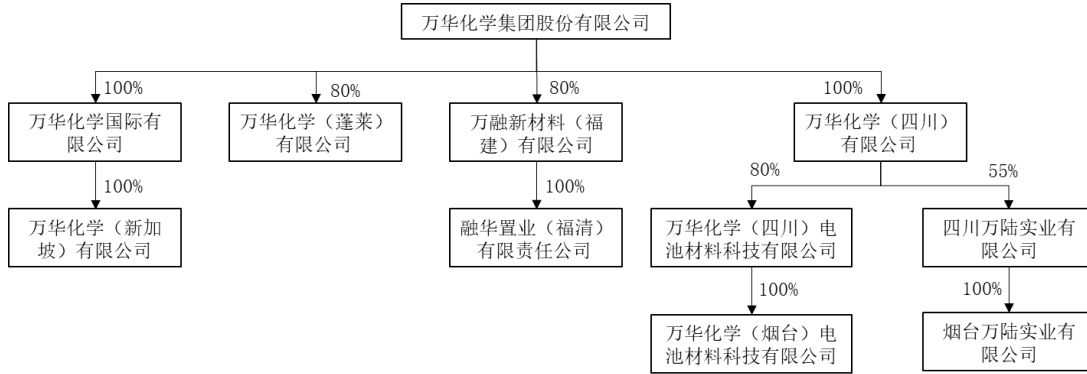 万华化学集团股份有限公司
100%
80%
80%
100%
万华化学国际有
限公司
万华化学（蓬莱）
有限公司
万融新材料（福
建）有限公司
万华化学（四川）
有限公司
100%
100%
80%
55%
万华化学（新加
坡）有限公司
融华置业（福清）
有限责任公司
万华化学（四川）电
池材料科技有限公司
四川万陆实业有
限公司
100%
100%
万华化学（烟台）电
池材料科技有限公司
烟台万陆实业有
限公司